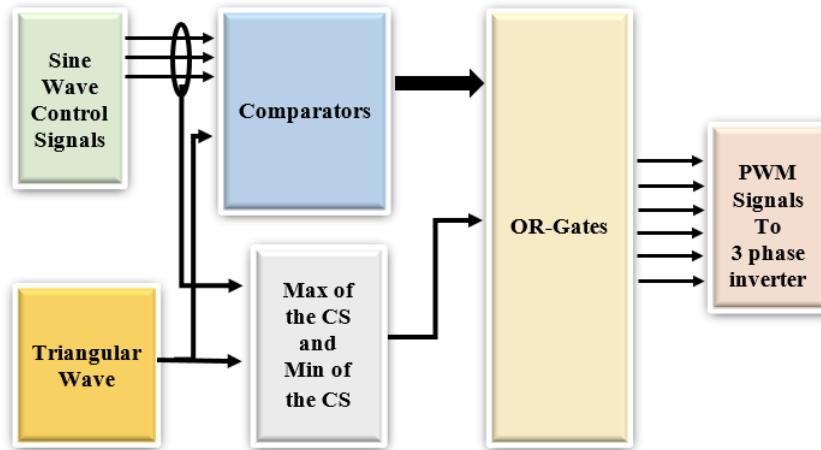 Sine
Wave
Control
Signals
Comparators
OR-Gates
PWM
Signals
To
3 phase
inverter
Max of
the CS
and
Min of
the CS
Triangular
Wave